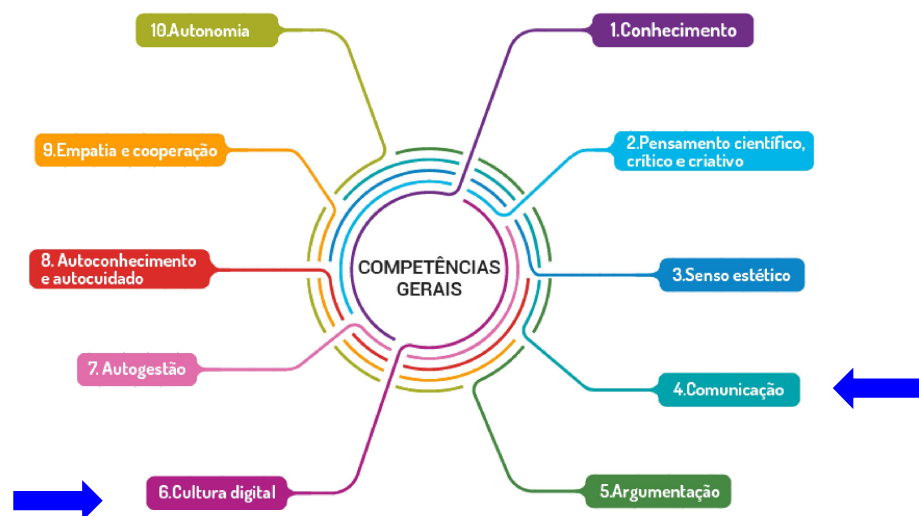 10.Autonomia
1.Conhecimento
9.Empatia e cooperação
2.Pensamento científico,
crítico e criativo
COMPETÊNCIAS
GERAIS
8. Autoconhecimento
e autocuidado
3.Senso estético
7. Autogestão
4.Comunicação
6.Cultura digital
5.Argumentação